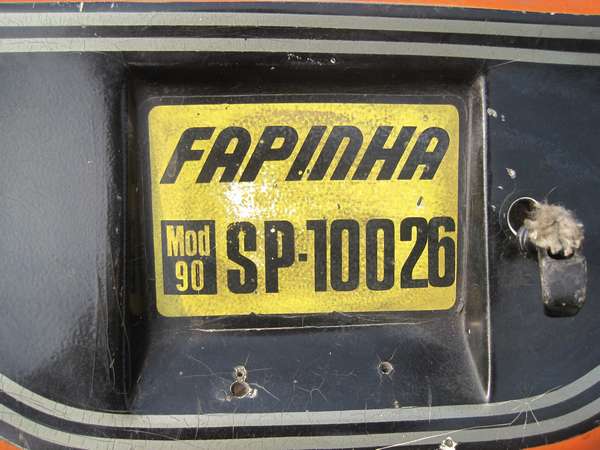 FAPINHA
Mod
90
SP-10026